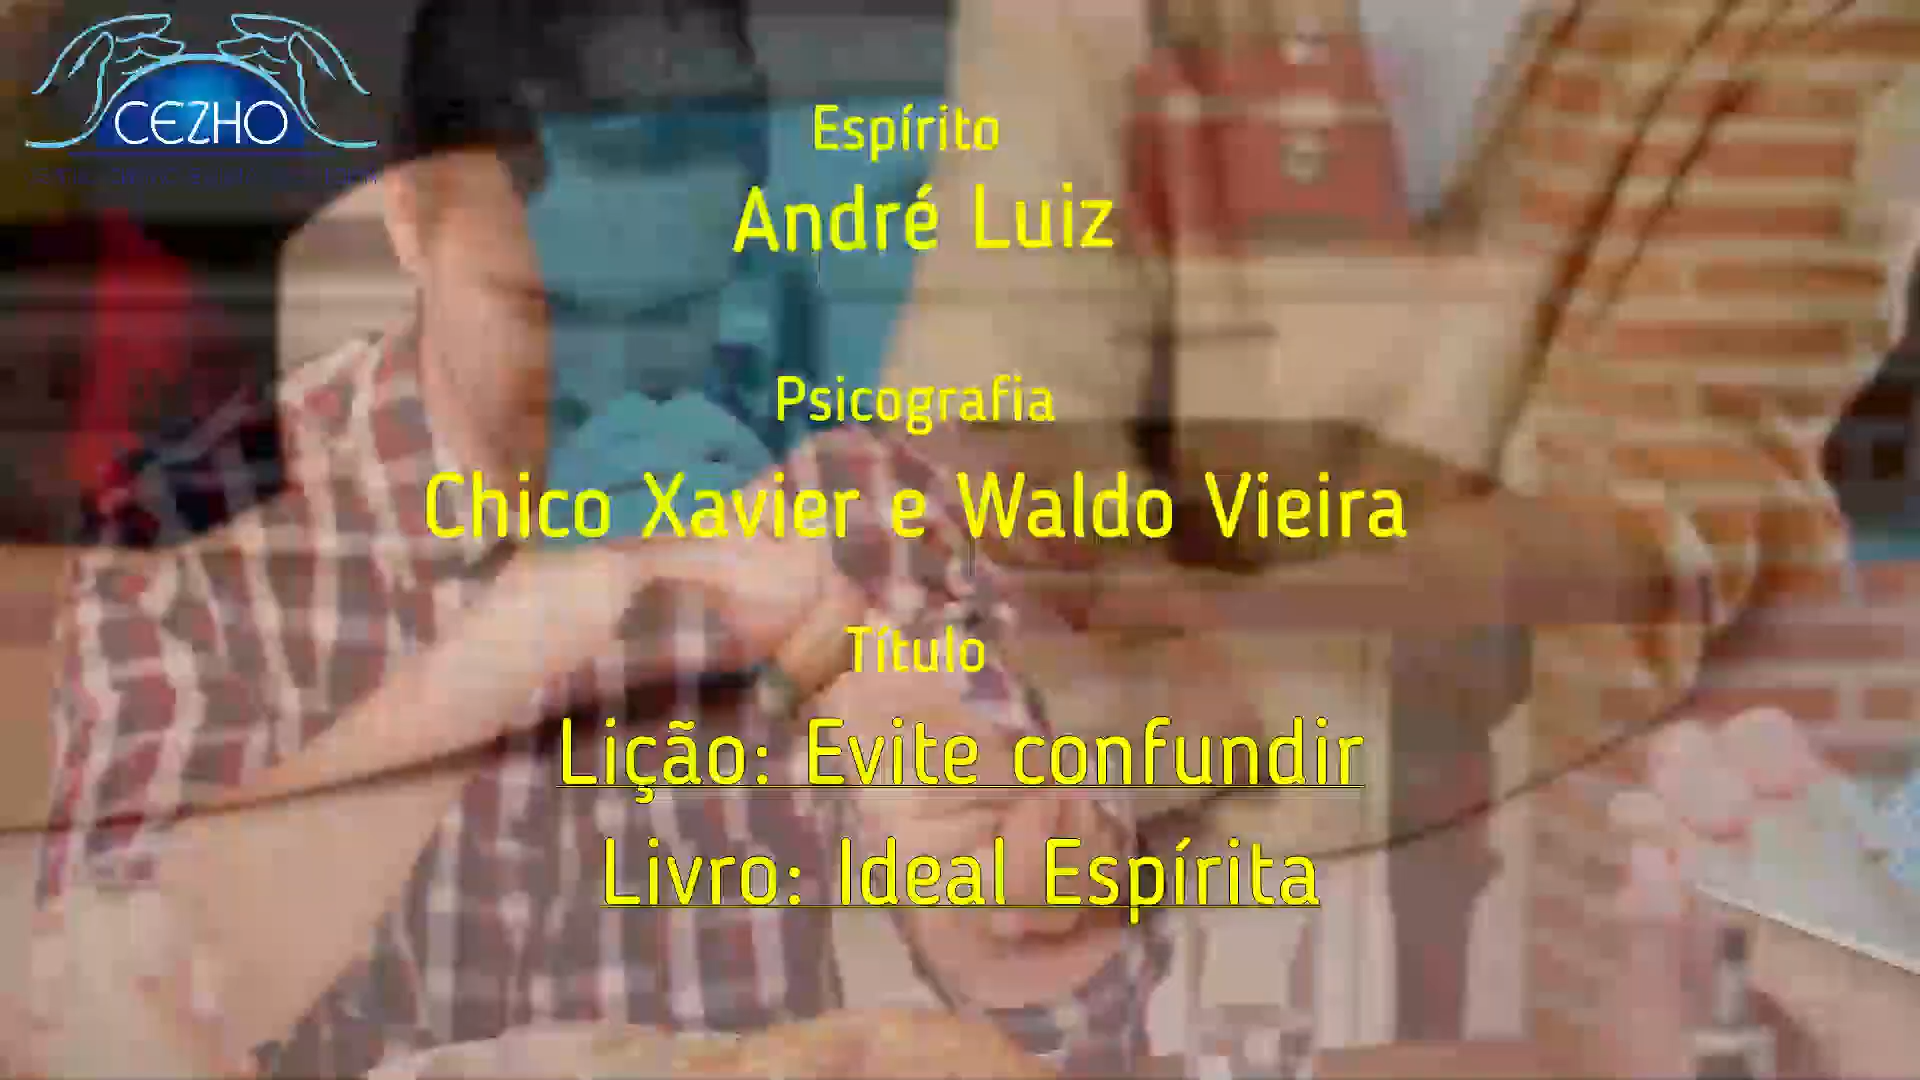 CEZHO
Espírito
André Luiz
Psicografia
Chico Xavier e Waldo Vieira
Título
Lição: Evite confundir
Livro: Ideal Espírita